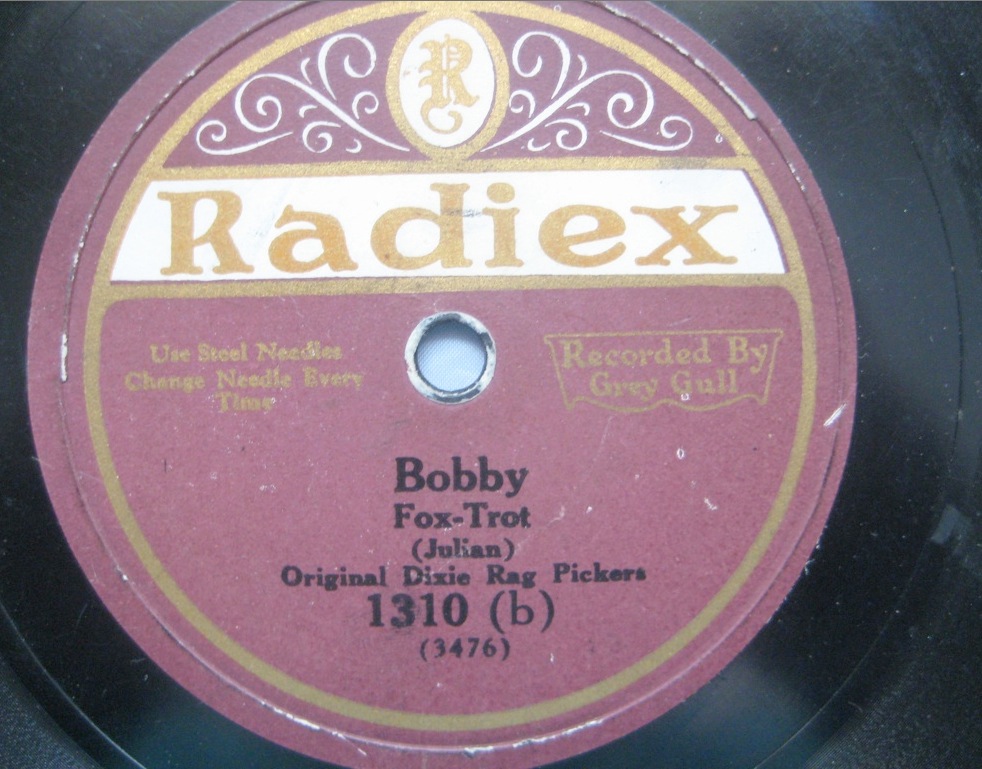 R
Radiex
Use Steel Needles
Change Needle Every
Time
Recorded By
Grey Gull
Bobby
Fox-Trot
(Julian)
Original Dixie Rag Pickers
1310 (b)
(3476)